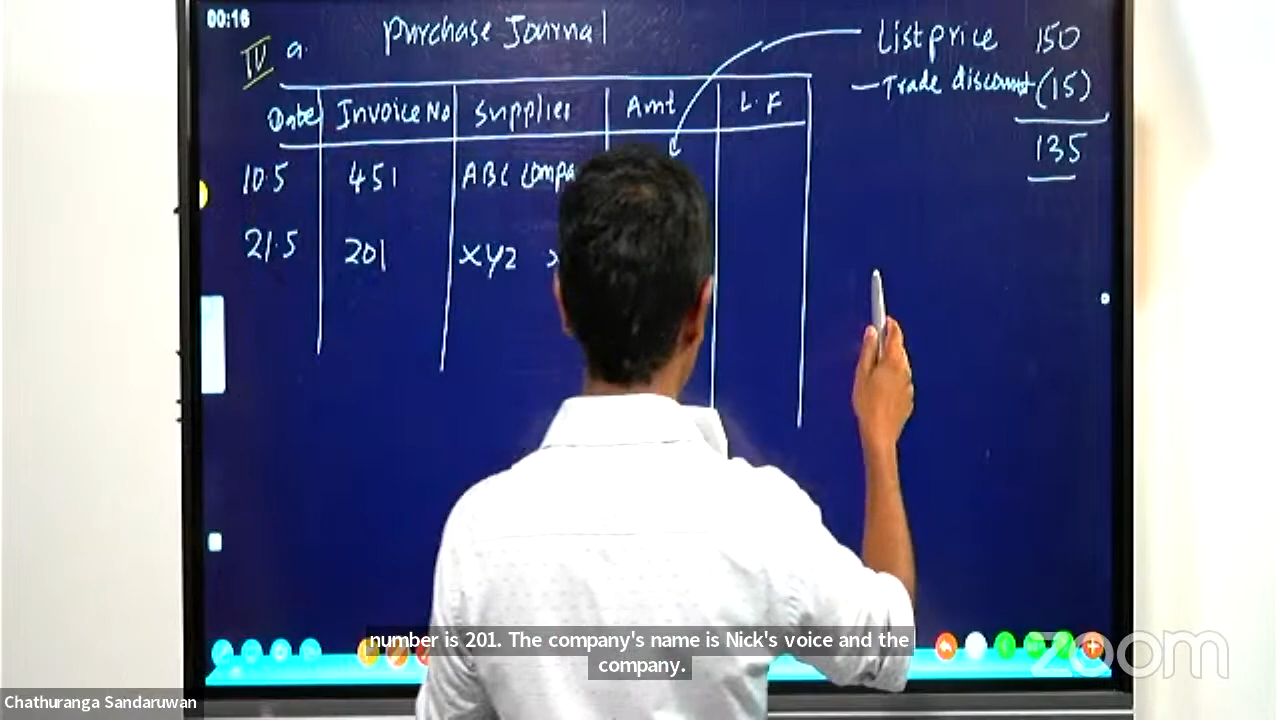 00:16
IV a. Purchase Journal
List price 150
- Trade discount (15)
135
Date Invoice No Supplier Amt L.F
10.5 451 ABC
21.5 201 XYZ
number is 201. The company's name is Nick's voice and the
company.
zoom
Chathuranga Sandaruwan